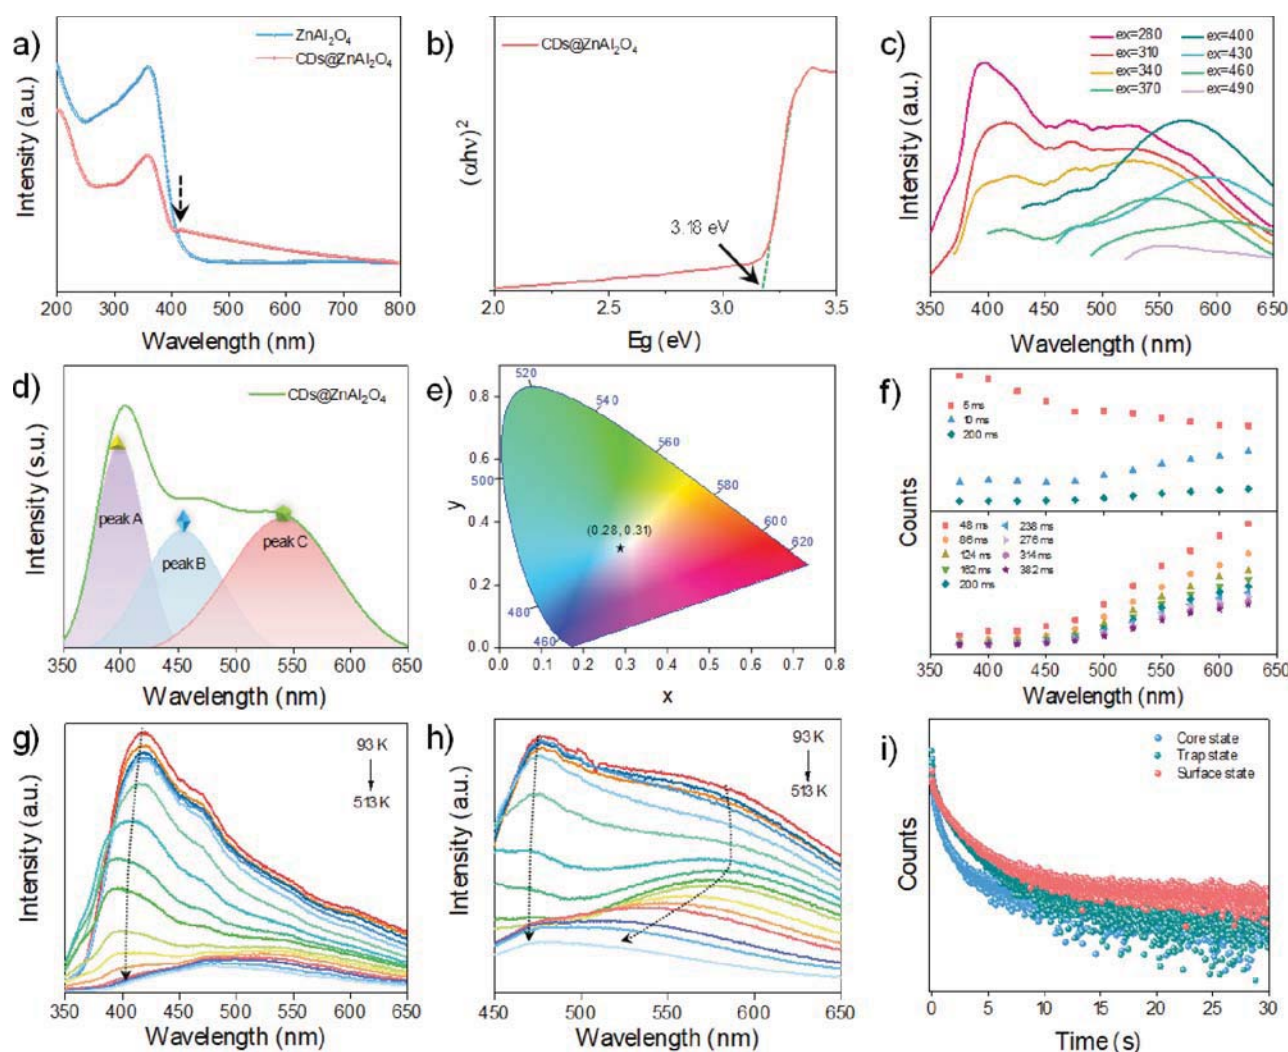 a)
ZnAl₂O₄
CDs@ZnAl₂O₄
Intensity (a.u.)
200 300 400 500 600 700 800
Wavelength (nm)
b)
CDs@ZnAl₂O₄
(αhν)²
3.18 eV
2.0 2.5 3.0 3.5
Eg (eV)
c)
ex=280 ex=400
ex=310 ex=430
ex=340 ex=460
ex=370 ex=490
Intensity (a.u.)
350 400 450 500 550 600 650
Wavelength (nm)
d)
CDs@ZnAl₂O₄
Intensity (s.u.)
peak A
peak B
peak C
350 400 450 500 550 600 650
Wavelength (nm)
e)
0.8
0.6
0.4
0.2
0.0
y
520
540
560
500
580
(0.28, 0.31)
600
620
480
460
0.0 0.1 0.2 0.3 0.4 0.5 0.6 0.7 0.8
x
f)
5 ms
10 ms
200 ms
Counts
48 ms 238 ms
86 ms 276 ms
124 ms 314 ms
162 ms 382 ms
200 ms
350 400 450 500 550 600 650
Wavelength (nm)
g)
93 K
513 K
Intensity (a.u.)
350 400 450 500 550 600 650
Wavelength (nm)
h)
93 K
513 K
Intensity (a.u.)
450 500 550 600 650
Wavelength (nm)
i)
Core state
Trap state
Surface state
Counts
0 5 10 15 20 25 30
Time (s)